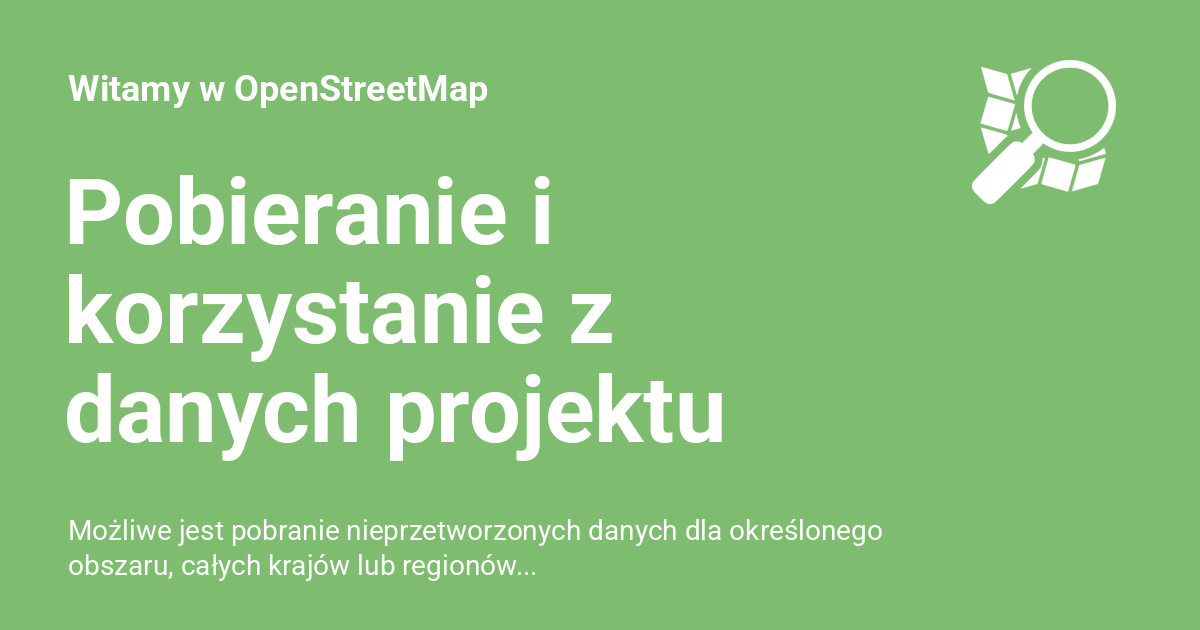 Witamy w OpenStreetMap
Pobieranie i
korzystanie z
danych projektu
Możliwe jest pobranie nieprzetworzonych danych dla określonego
obszaru, całych krajów lub regionów...